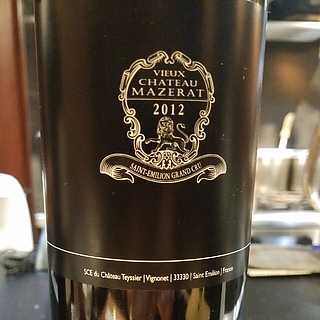 VIEUX
CHATEAU
MAZERAT
2012
SAINT-EMILION GRAND CRU
SCE du Château Teyssier | Vignonet | 33330 | Saint Emilion | France